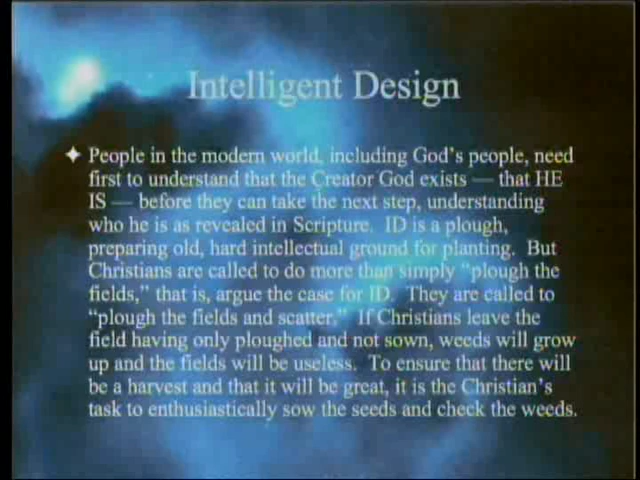 Intelligent Design
People in the modern world, including God's people, need
first to understand that the Creator God exists — that HE
IS — before they can take the next step, understanding
who he is as revealed in Scripture. ID is a plough,
preparing old, hard intellectual ground for planting. But
Christians are called to do more than simply “plough the
fields,” that is, argue the case for ID. They are called to
“plough the fields and scatter.” If Christians leave the
field having only ploughed and not sown, weeds will grow
up and the fields will be useless. To ensure that there will
be a harvest and that it will be great, it is the Christian's
task to enthusiastically sow the seeds and check the weeds.